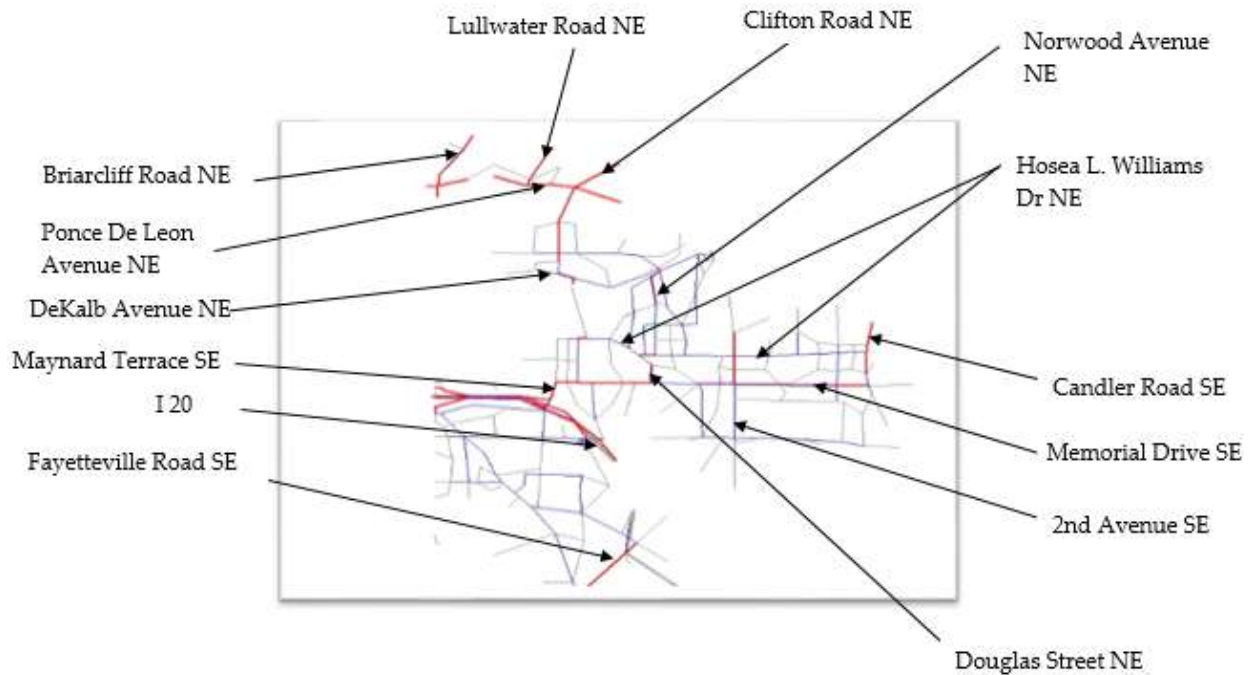 Lullwater Road NE
Clifton Road NE
Norwood Avenue
NE
Briarcliff Road NE
Hosea L. Williams
Dr NE
Ponce De Leon
Avenue NE
DeKalb Avenue NE
Maynard Terrace SE
Candler Road SE
I 20
Memorial Drive SE
Fayetteville Road SE
2nd Avenue SE
Douglas Street NE